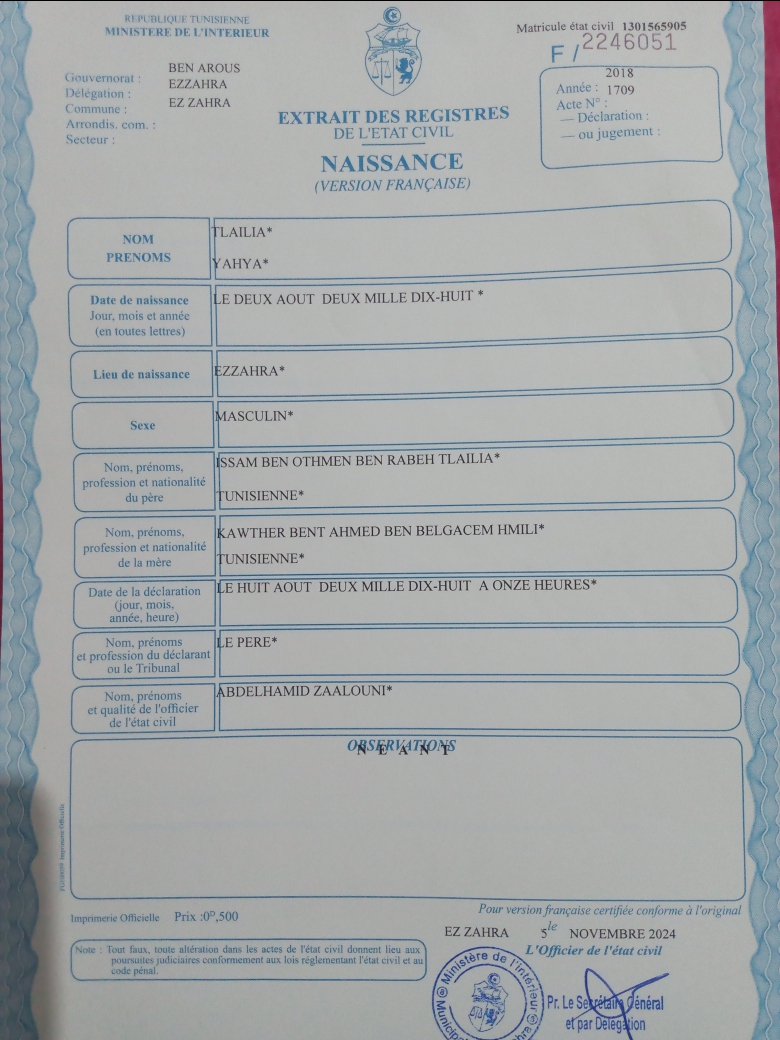 REPUBLIQUE TUNISIENNE
MINISTERE DE L'INTERIEUR
Gouvernorat : BEN AROUS
Délégation : EZZAHRA
Commune : EZ ZAHRA
Arrondis. com. :
Secteur :
EXTRAIT DES REGISTRES
DE L'ETAT CIVIL
NAISSANCE
(VERSION FRANÇAISE)
Matricule état civil 1301565905
F / 2246051
2018
Année : 1709
Acte N° :
— Déclaration :
— ou jugement :
NOM TLAILIA*
PRENOMS YAHYA*
Date de naissance LE DEUX AOUT DEUX MILLE DIX-HUIT *
Jour, mois et année
(en toutes lettres)
Lieu de naissance EZZAHRA*
Sexe MASCULIN*
Nom, prénoms, ISSAM BEN OTHMEN BEN RABEH TLAILIA*
profession et nationalité
du père TUNISIENNE*
Nom, prénoms, KAWTHER BENT AHMED BEN BELGACEM HMILI*
profession et nationalité
de la mère TUNISIENNE*
Date de la déclaration LE HUIT AOUT DEUX MILLE DIX-HUIT A ONZE HEURES*
(jour, mois,
année, heure)
Nom, prénoms LE PERE*
et profession du déclarant
ou le Tribunal
Nom, prénoms ABDELHAMID ZAALOUNI*
et qualité de l'officier
de l'état civil
OBSERVATIONS
N E A N T
Imprimerie Officielle Prix :0ᴰ,500
Pour version française certifiée conforme à l'original
EZ ZAHRA le 5 NOVEMBRE 2024
L'Officier de l'état civil
Note : Tout faux, toute altération dans les actes de l'état civil donnent lieu aux
poursuites judiciaires conformement aux lois réglementant l'état civil et au
code pénal.
Ministère de l'intérieur
Pr. Le Secrétaire Général
et par Délégation